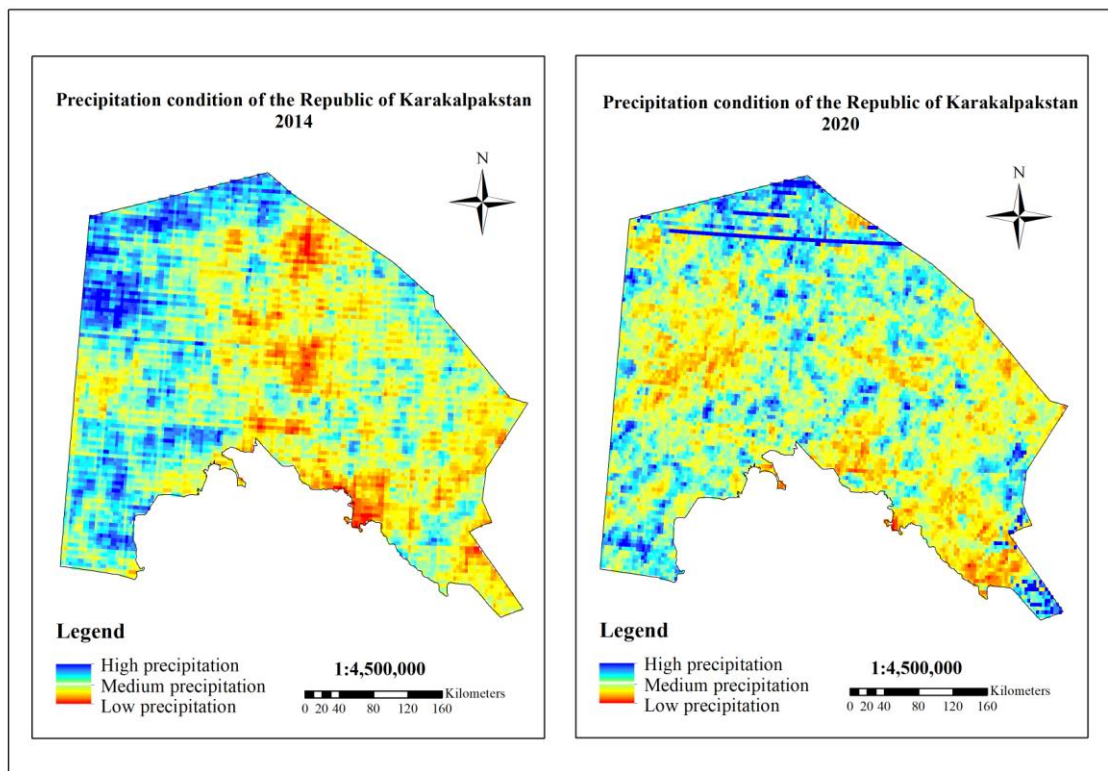 Precipitation condition of the Republic of Karakalpakstan
2014
N
Legend
High precipitation
Medium precipitation
Low precipitation
1:4,500,000
Kilometers
0 20 40 80 120 160
Precipitation condition of the Republic of Karakalpakstan
2020
N
Legend
High precipitation
Medium precipitation
Low precipitation
1:4,500,000
Kilometers
0 20 40 80 120 160